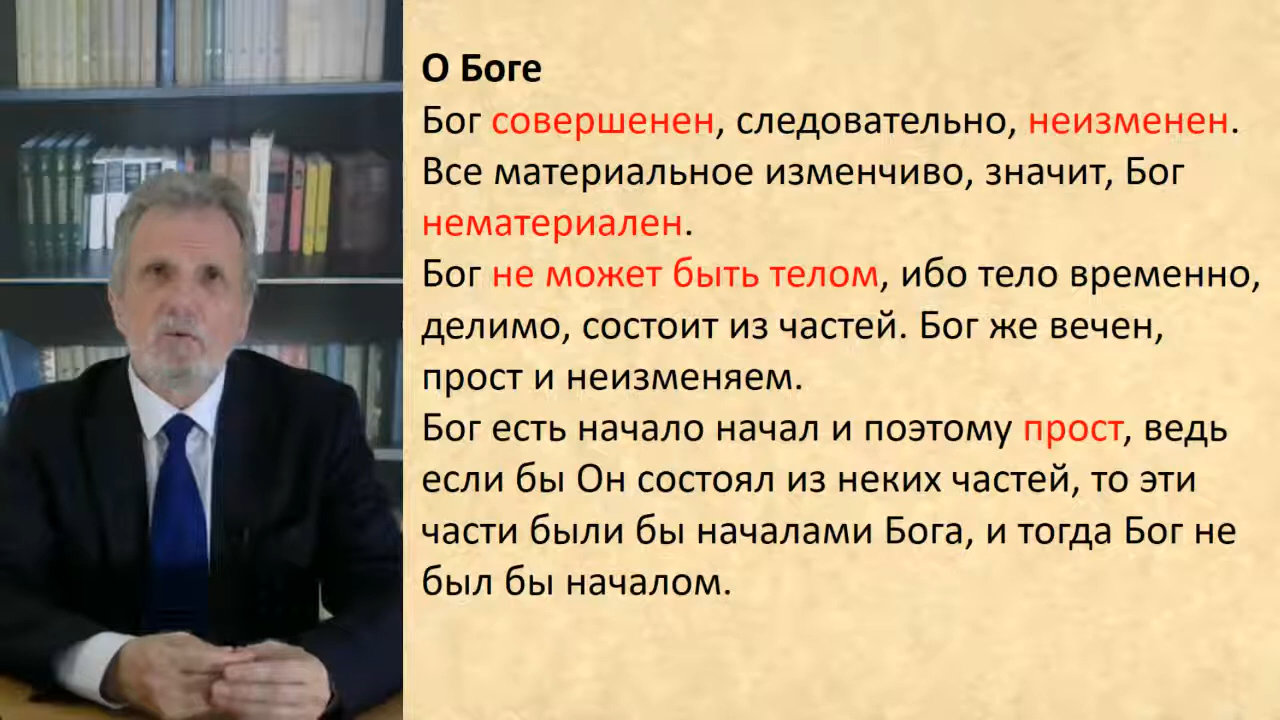 О Боге
Бог совершенен, следовательно, неизменен.
Все материальное изменчиво, значит, Бог
нематериален.
Бог не может быть телом, ибо тело временно,
делимо, состоит из частей. Бог же вечен,
прост и неизменяем.
Бог есть начало начал и поэтому прост, ведь
если бы Он состоял из неких частей, то эти
части были бы началами Бога, и тогда Бог не
был бы началом.